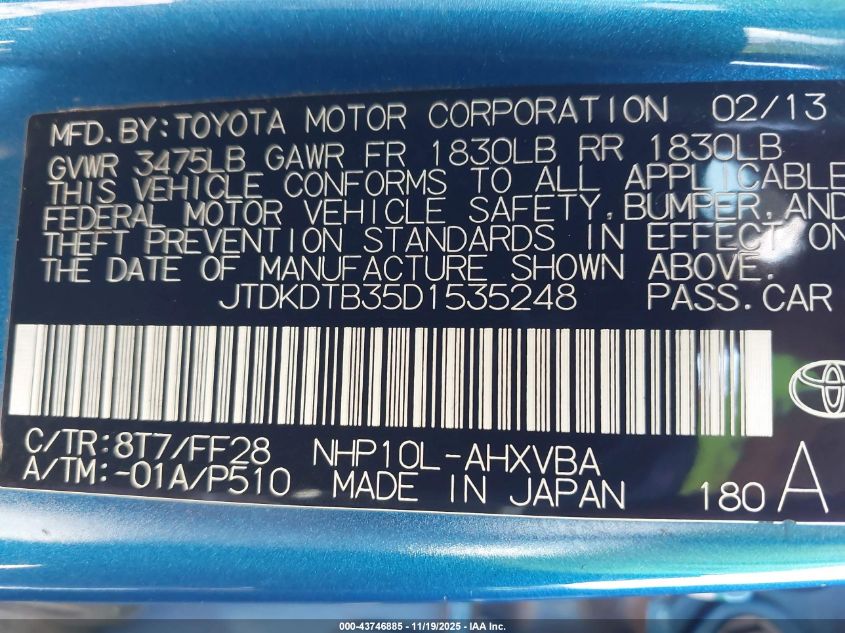 MFD. BY: TOYOTA MOTOR CORPORATION 02/13
GVWR 3475LB GAWR FR 1830LB RR 1830LB
THIS VEHICLE CONFORMS TO ALL APPLICABLE
FEDERAL MOTOR VEHICLE SAFETY, BUMPER, AND
THEFT PREVENTION STANDARDS IN EFFECT ON
THE DATE OF MANUFACTURE SHOWN ABOVE.
JTDKDTB35D1535248 PASS. CAR
C/TR: 8T7/FF28 NHP10L-AHXVBA
A/TM: -01A/P510 MADE IN JAPAN 180 A
000-43746885 - 11/19/2025 - IAA Inc.